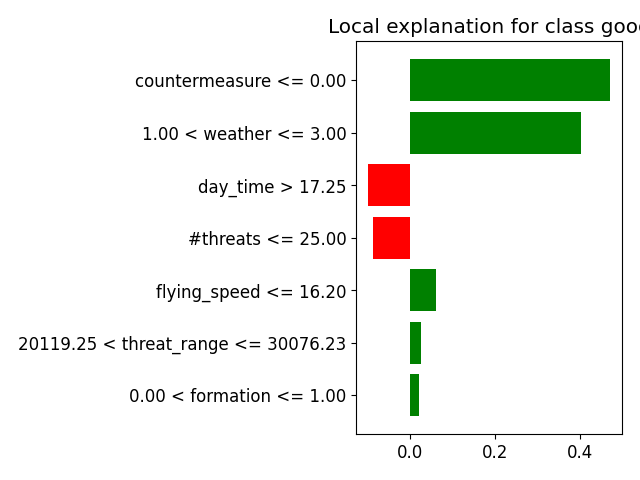 Local explanation for class good
countermeasure <= 0.00
1.00 < weather <= 3.00
day_time > 17.25
#threats <= 25.00
flying_speed <= 16.20
20119.25 < threat_range <= 30076.23
0.00 < formation <= 1.00
0.0 0.2 0.4